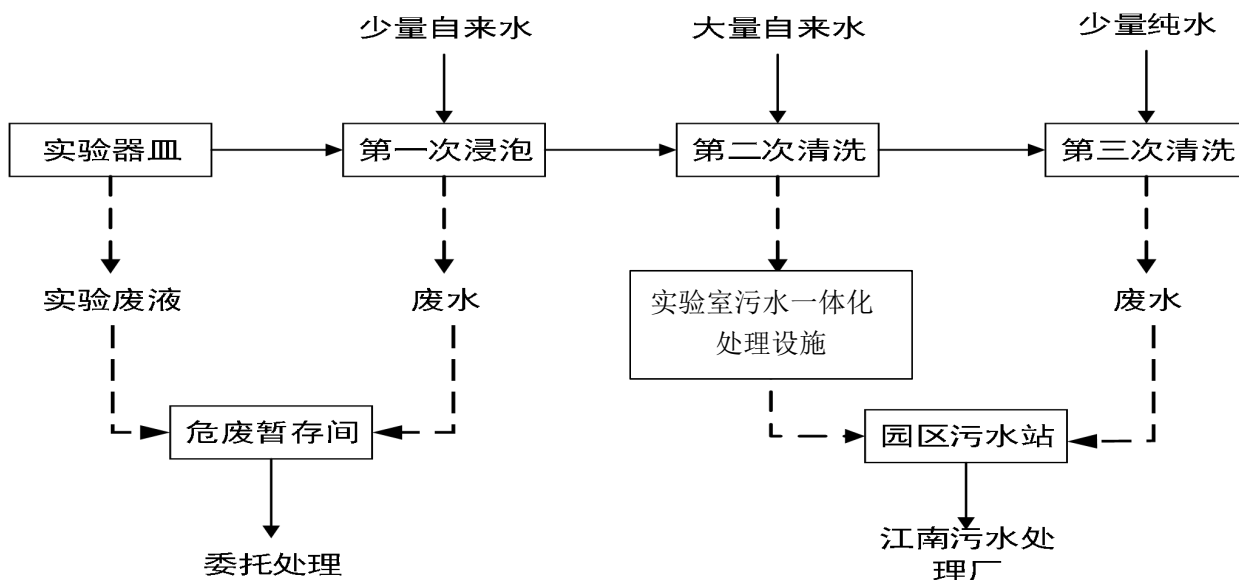 少量自来水
大量自来水
少量纯水
实验器皿
第一次浸泡
第二次清洗
第三次清洗
实验废液
废水
实验室污水一体化
处理设施
废水
危废暂存间
园区污水站
委托处理
江南污水处
理厂